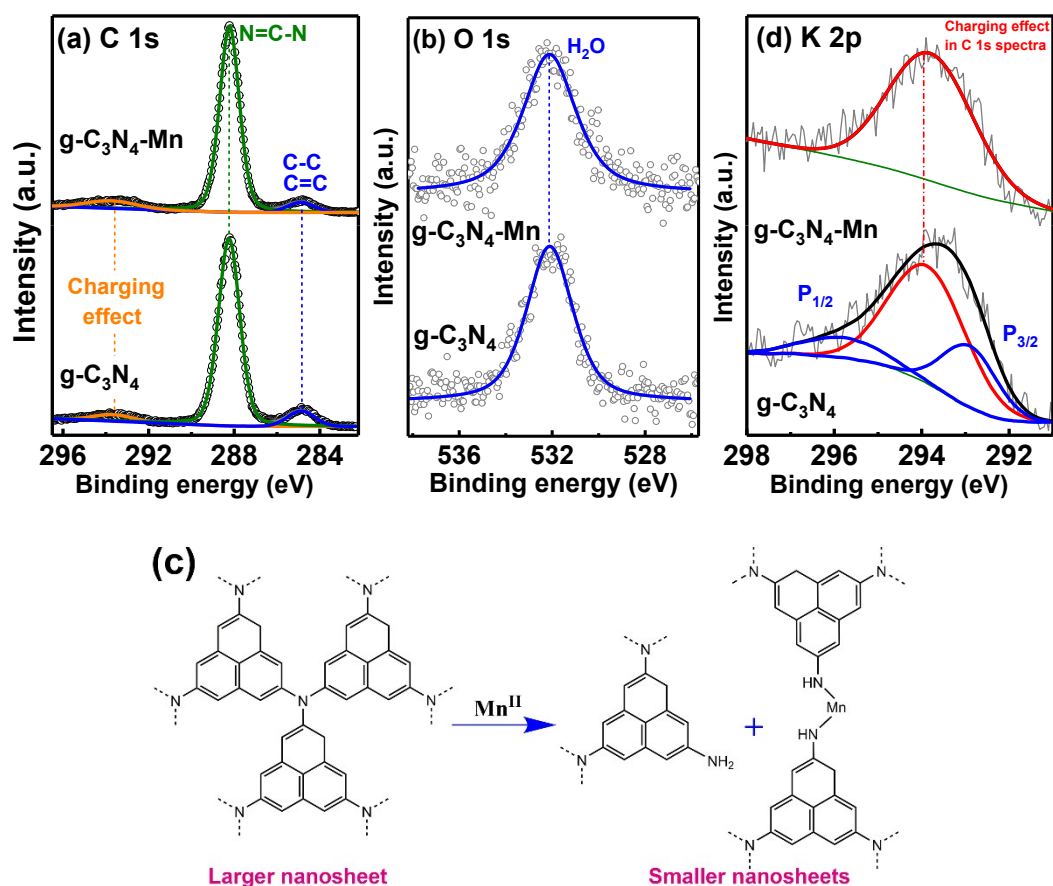 (a) C 1s
N=C-N
g-C₃N₄-Mn
C-C
C=C
Charging
effect
g-C₃N₄
296 292 288 284
Binding energy (eV)
Intensity (a.u.)
(b) O 1s
H₂O
g-C₃N₄-Mn
g-C₃N₄
536 532 528
Binding energy (eV)
Intensity (a.u.)
(d) K 2p
Charging effect
in C 1s spectra
g-C₃N₄-Mn
P₁/₂
P₃/₂
g-C₃N₄
298 296 294 292
Binding energy (eV)
Intensity (a.u.)
(c)
N
N
N
N
N
N
N
Mnᴵᴵ
N
N
NH₂
+
N
N
HN
Mn
HN
N
N
Larger nanosheet
Smaller nanosheets